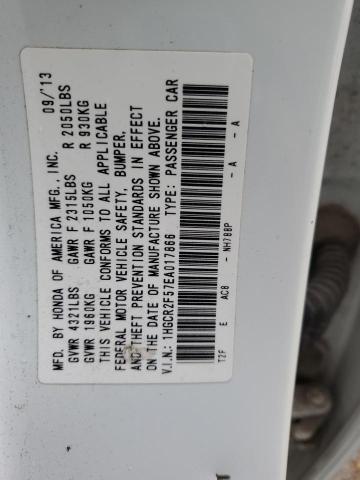 MFD. BY HONDA OF AMERICA MFG., INC. 09/'13
GVWR 4321LBS GAWR F 2315LBS R 2050LBS
GVWR 1960KG GAWR F 1050KG R 930KG
THIS VEHICLE CONFORMS TO ALL APPLICABLE
FEDERAL MOTOR VEHICLE SAFETY, BUMPER,
AND THEFT PREVENTION STANDARDS IN EFFECT
ON THE DATE OF MANUFACTURE SHOWN ABOVE.
V.I.N.: 1HGCR2F57EA017866 TYPE: PASSENGER CAR
E AC8 - NH788P - A - A
T2F